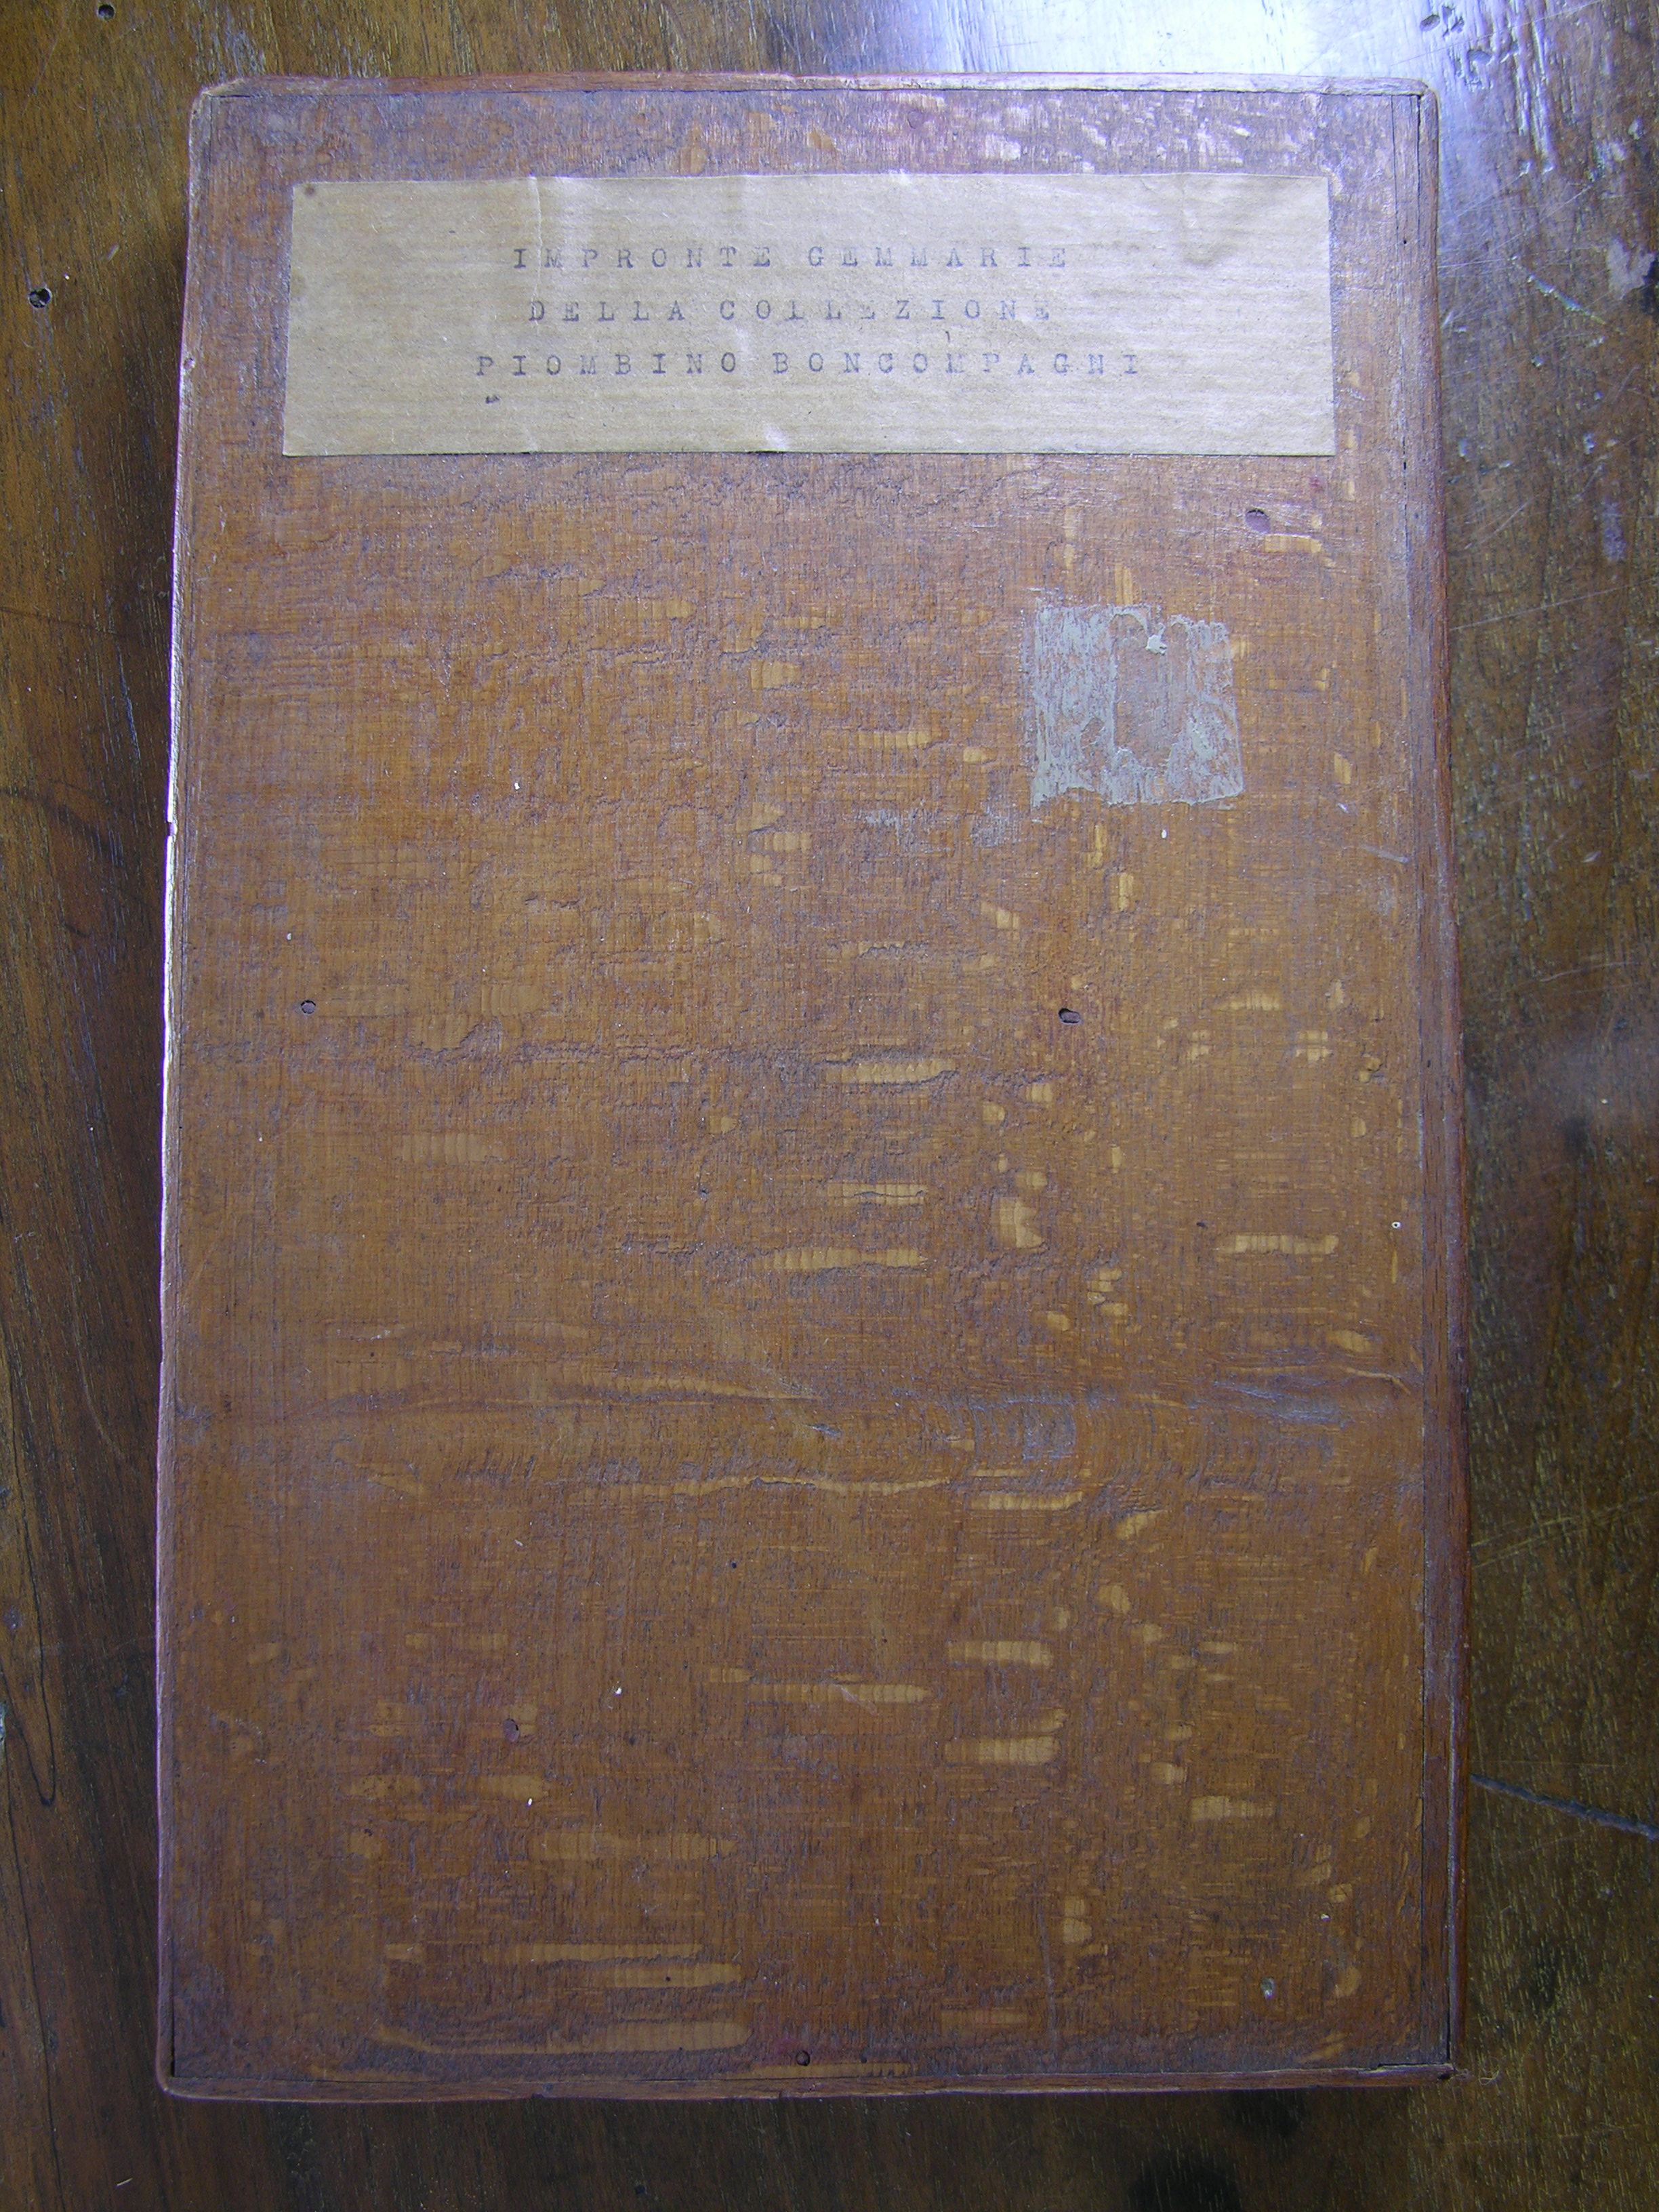 IMPRONTE GEMMARIE
DELLA COLLEZIONE
PIOMBINO BONCOMPAGNI